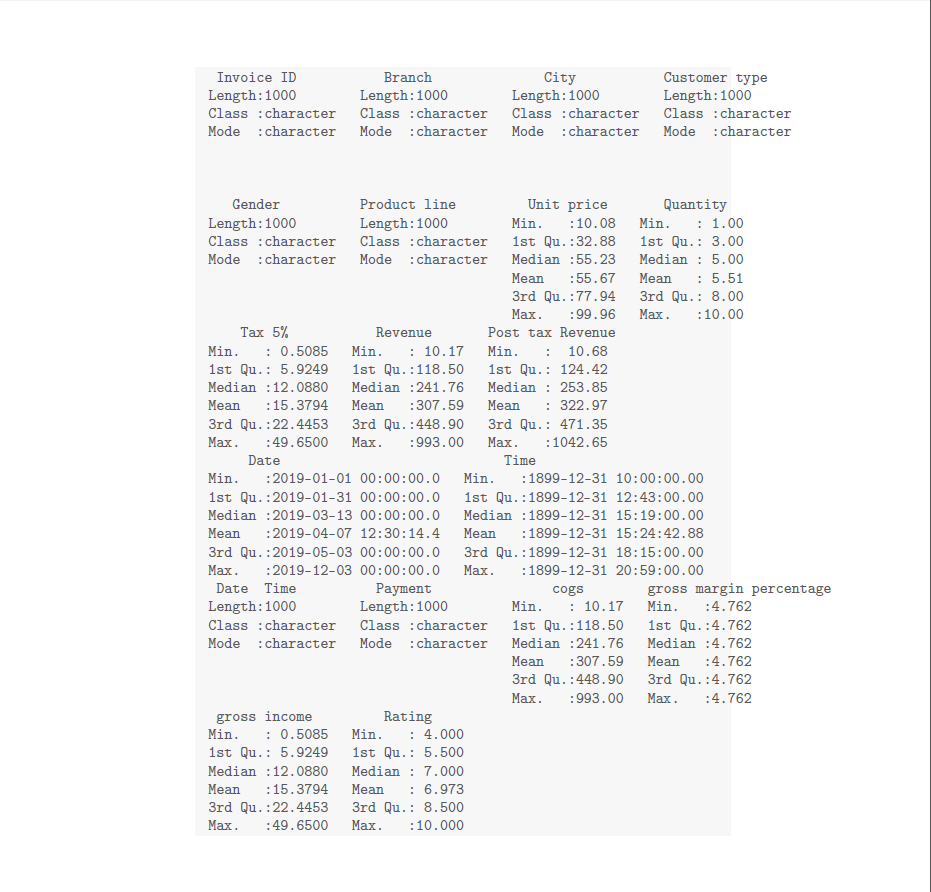 Invoice ID Branch City Customer type
Length:1000 Length:1000 Length:1000 Length:1000
Class :character Class :character Class :character Class :character
Mode :character Mode :character Mode :character Mode :character
Gender Product line Unit price Quantity
Length:1000 Length:1000 Min. :10.08 Min. : 1.00
Class :character Class :character 1st Qu.:32.88 1st Qu.: 3.00
Mode :character Mode :character Median :55.23 Median : 5.00
Mean :55.67 Mean : 5.51
3rd Qu.:77.94 3rd Qu.: 8.00
Max. :99.96 Max. :10.00
Tax 5% Revenue Post tax Revenue
Min. : 0.5085 Min. : 10.17 Min. : 10.68
1st Qu.: 5.9249 1st Qu.:118.50 1st Qu.: 124.42
Median :12.0880 Median :241.76 Median : 253.85
Mean :15.3794 Mean :307.59 Mean : 322.97
3rd Qu.:22.4453 3rd Qu.:448.90 3rd Qu.: 471.35
Max. :49.6500 Max. :993.00 Max. :1042.65
Date Time
Min. :2019-01-01 00:00:00.0 Min. :1899-12-31 10:00:00.00
1st Qu.:2019-01-31 00:00:00.0 1st Qu.:1899-12-31 12:43:00.00
Median :2019-03-13 00:00:00.0 Median :1899-12-31 15:19:00.00
Mean :2019-04-07 12:30:14.4 Mean :1899-12-31 15:24:42.88
3rd Qu.:2019-05-03 00:00:00.0 3rd Qu.:1899-12-31 18:15:00.00
Max. :2019-12-03 00:00:00.0 Max. :1899-12-31 20:59:00.00
Date Time Payment cogs gross margin percentage
Length:1000 Length:1000 Min. : 10.17 Min. :4.762
Class :character Class :character 1st Qu.:118.50 1st Qu.:4.762
Mode :character Mode :character Median :241.76 Median :4.762
Mean :307.59 Mean :4.762
3rd Qu.:448.90 3rd Qu.:4.762
Max. :993.00 Max. :4.762
gross income Rating
Min. : 0.5085 Min. : 4.000
1st Qu.: 5.9249 1st Qu.: 5.500
Median :12.0880 Median : 7.000
Mean :15.3794 Mean : 6.973
3rd Qu.:22.4453 3rd Qu.: 8.500
Max. :49.6500 Max. :10.000